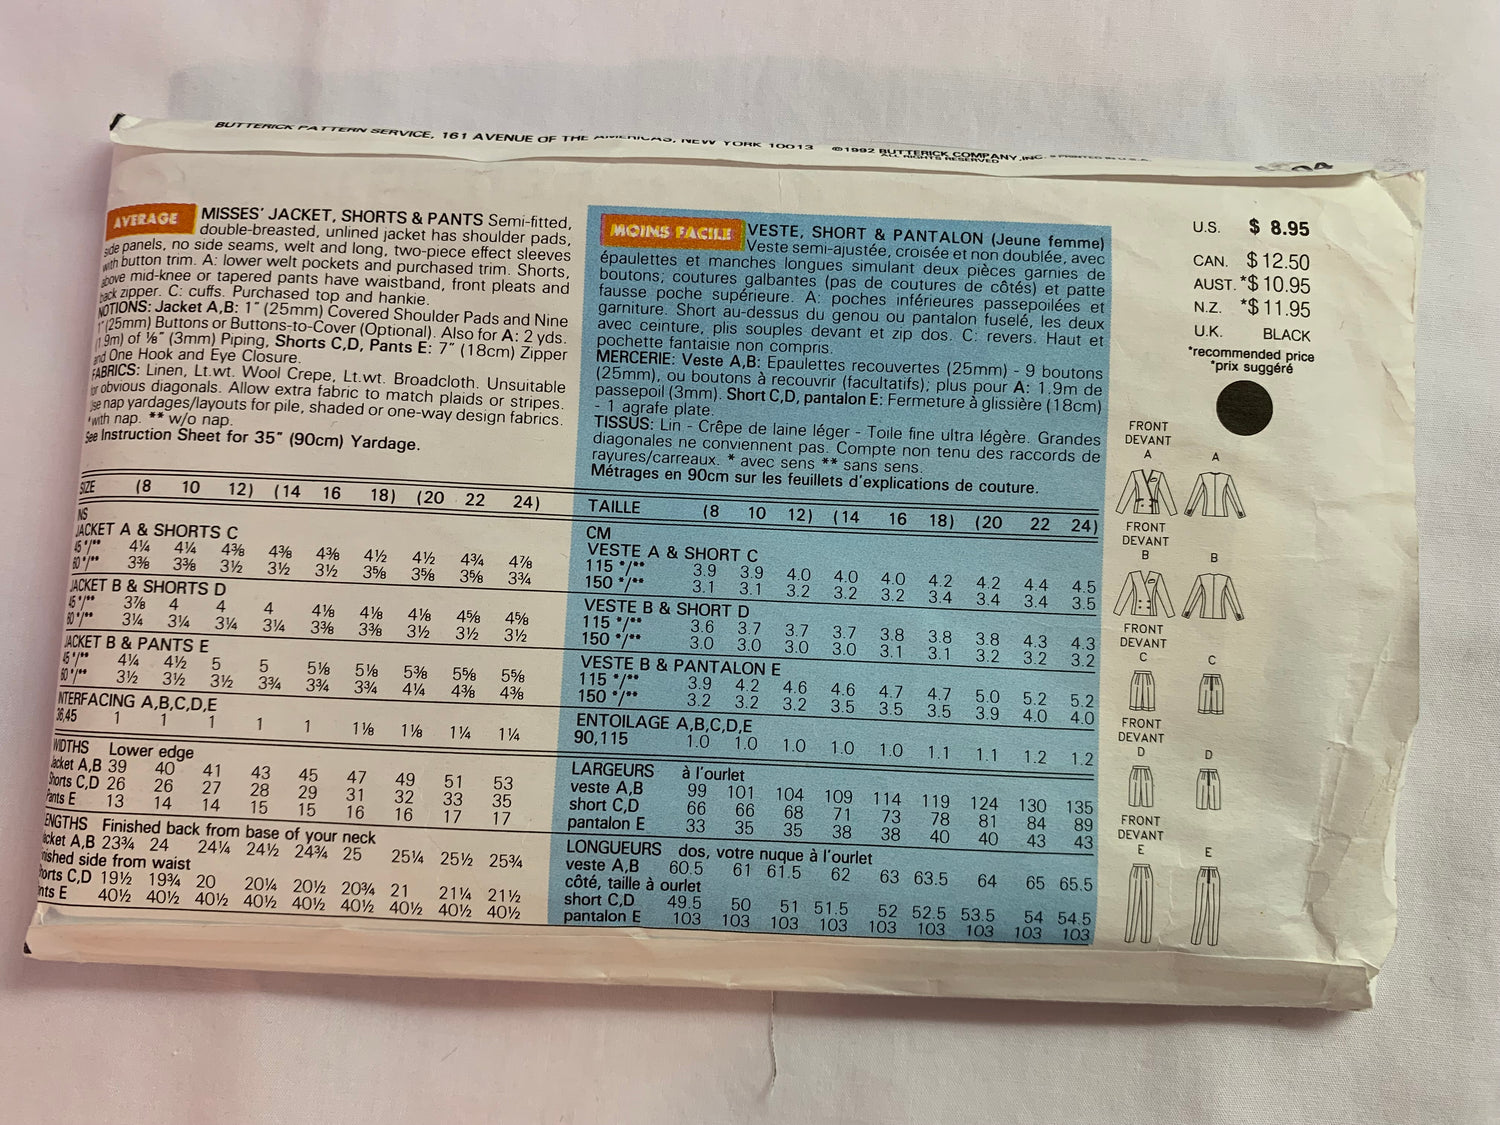 BUTTERICK PATTERN SERVICE, 161 AVENUE OF THE AMERICAS, NEW YORK 10013 ©1992 BUTTERICK COMPANY, INC. • PRINTED IN U.S.A.
ALL RIGHTS RESERVED
AVERAGE
MISSES' JACKET, SHORTS & PANTS Semi-fitted,
double-breasted, unlined jacket has shoulder pads,
side panels, no side seams, welt and long, two-piece effect sleeves
with button trim. A: lower welt pockets and purchased trim. Shorts,
above mid-knee or tapered pants have waistband, front pleats and
back zipper. C: cuffs. Purchased top and hankie.
NOTIONS: Jacket A,B: 1" (25mm) Covered Shoulder Pads and Nine
1" (25mm) Buttons or Buttons-to-Cover (Optional). Also for A: 2 yds.
(1.9m) of ⅛" (3mm) Piping, Shorts C,D, Pants E: 7" (18cm) Zipper
and One Hook and Eye Closure.
FABRICS: Linen, Lt.wt. Wool Crepe, Lt.wt. Broadcloth. Unsuitable
for obvious diagonals. Allow extra fabric to match plaids or stripes.
Use nap yardages/layouts for pile, shaded or one-way design fabrics.
*with nap. ** w/o nap.
See Instruction Sheet for 35" (90cm) Yardage.
SIZE (8 10 12) (14 16 18) (20 22 24)
NS
JACKET A & SHORTS C
45 */** 4¼ 4¼ 4⅜ 4⅜ 4⅜ 4½ 4½ 4¾ 4⅞
60 */** 3⅜ 3⅜ 3½ 3½ 3½ 3⅝ 3⅝ 3⅝ 3¾
JACKET B & SHORTS D
45 */** 3⅞ 4 4 4 4⅛ 4⅛ 4⅛ 4⅝ 4⅝
60 */** 3¼ 3¼ 3¼ 3¼ 3⅜ 3⅜ 3½ 3½ 3½
JACKET B & PANTS E
45 */** 4¼ 4½ 5 5 5⅛ 5⅛ 5⅜ 5⅝ 5⅝
60 */** 3½ 3½ 3½ 3¾ 3¾ 3¾ 4¼ 4⅜ 4⅜
INTERFACING A,B,C,D,E
36,45 1 1 1 1 1 1⅛ 1⅛ 1¼ 1¼
WIDTHS Lower edge
Jacket A,B 39 40 41 43 45 47 49 51 53
Shorts C,D 26 26 27 28 29 31 32 33 35
Pants E 13 14 14 15 15 16 16 17 17
LENGTHS Finished back from base of your neck
Jacket A,B 23¾ 24 24¼ 24½ 24¾ 25 25¼ 25½ 25¾
Finished side from waist
Shorts C,D 19½ 19¾ 20 20¼ 20½ 20¾ 21 21¼ 21½
Pants E 40½ 40½ 40½ 40½ 40½ 40½ 40½ 40½ 40½
MOINS FACILE
VESTE, SHORT & PANTALON (Jeune femme)
Veste semi-ajustée, croisée et non doublée, avec
épaulettes et manches longues simulant deux pièces garnies de
boutons; coutures galbantes (pas de coutures de côtés) et patte
fausse poche supérieure. A: poches inférieures passepoilées et
garniture. Short au-dessus du genou ou pantalon fuselé, les deux
avec ceinture, plis souples devant et zip dos. C: revers. Haut et
pochette fantaisie non compris.
MERCERIE: Veste A,B: Epaulettes recouvertes (25mm) - 9 boutons
(25mm), ou boutons à recouvrir (facultatifs); plus pour A: 1.9m de
passepoil (3mm). Short C,D, pantalon E: Fermeture à glissière (18cm)
- 1 agrafe plate.
TISSUS: Lin - Crêpe de laine léger - Toile fine ultra légère. Grandes
diagonales ne conviennent pas. Compte non tenu des raccords de
rayures/carreaux. * avec sens ** sans sens.
Métrages en 90cm sur les feuillets d'explications de couture.
TAILLE (8 10 12) (14 16 18) (20 22 24)
CM
VESTE A & SHORT C
115 */** 3.9 3.9 4.0 4.0 4.0 4.2 4.2 4.4 4.5
150 */** 3.1 3.1 3.2 3.2 3.2 3.4 3.4 3.4 3.5
VESTE B & SHORT D
115 */** 3.6 3.7 3.7 3.7 3.8 3.8 3.8 4.3 4.3
150 */** 3.0 3.0 3.0 3.0 3.1 3.1 3.2 3.2 3.2
VESTE B & PANTALON E
115 */** 3.9 4.2 4.6 4.6 4.7 4.7 5.0 5.2 5.2
150 */** 3.2 3.2 3.2 3.5 3.5 3.5 3.9 4.0 4.0
ENTOILAGE A,B,C,D,E
90,115 1.0 1.0 1.0 1.0 1.0 1.1 1.1 1.2 1.2
LARGEURS à l'ourlet
veste A,B 99 101 104 109 114 119 124 130 135
short C,D 66 66 68 71 73 78 81 84 89
pantalon E 33 35 35 38 38 40 40 43 43
LONGUEURS dos, votre nuque à l'ourlet
veste A,B 60.5 61 61.5 62 63 63.5 64 65 65.5
côté, taille à ourlet
short C,D 49.5 50 51 51.5 52 52.5 53.5 54 54.5
pantalon E 103 103 103 103 103 103 103 103 103
U.S. $ 8.95
CAN. $ 12.50
AUST. *$ 10.95
N.Z. *$ 11.95
U.K. BLACK
*recommended price
*prix suggéré
FRONT
DEVANT
A A
FRONT
DEVANT
B B
FRONT
DEVANT
C C
FRONT
DEVANT
D D
FRONT
DEVANT
E E